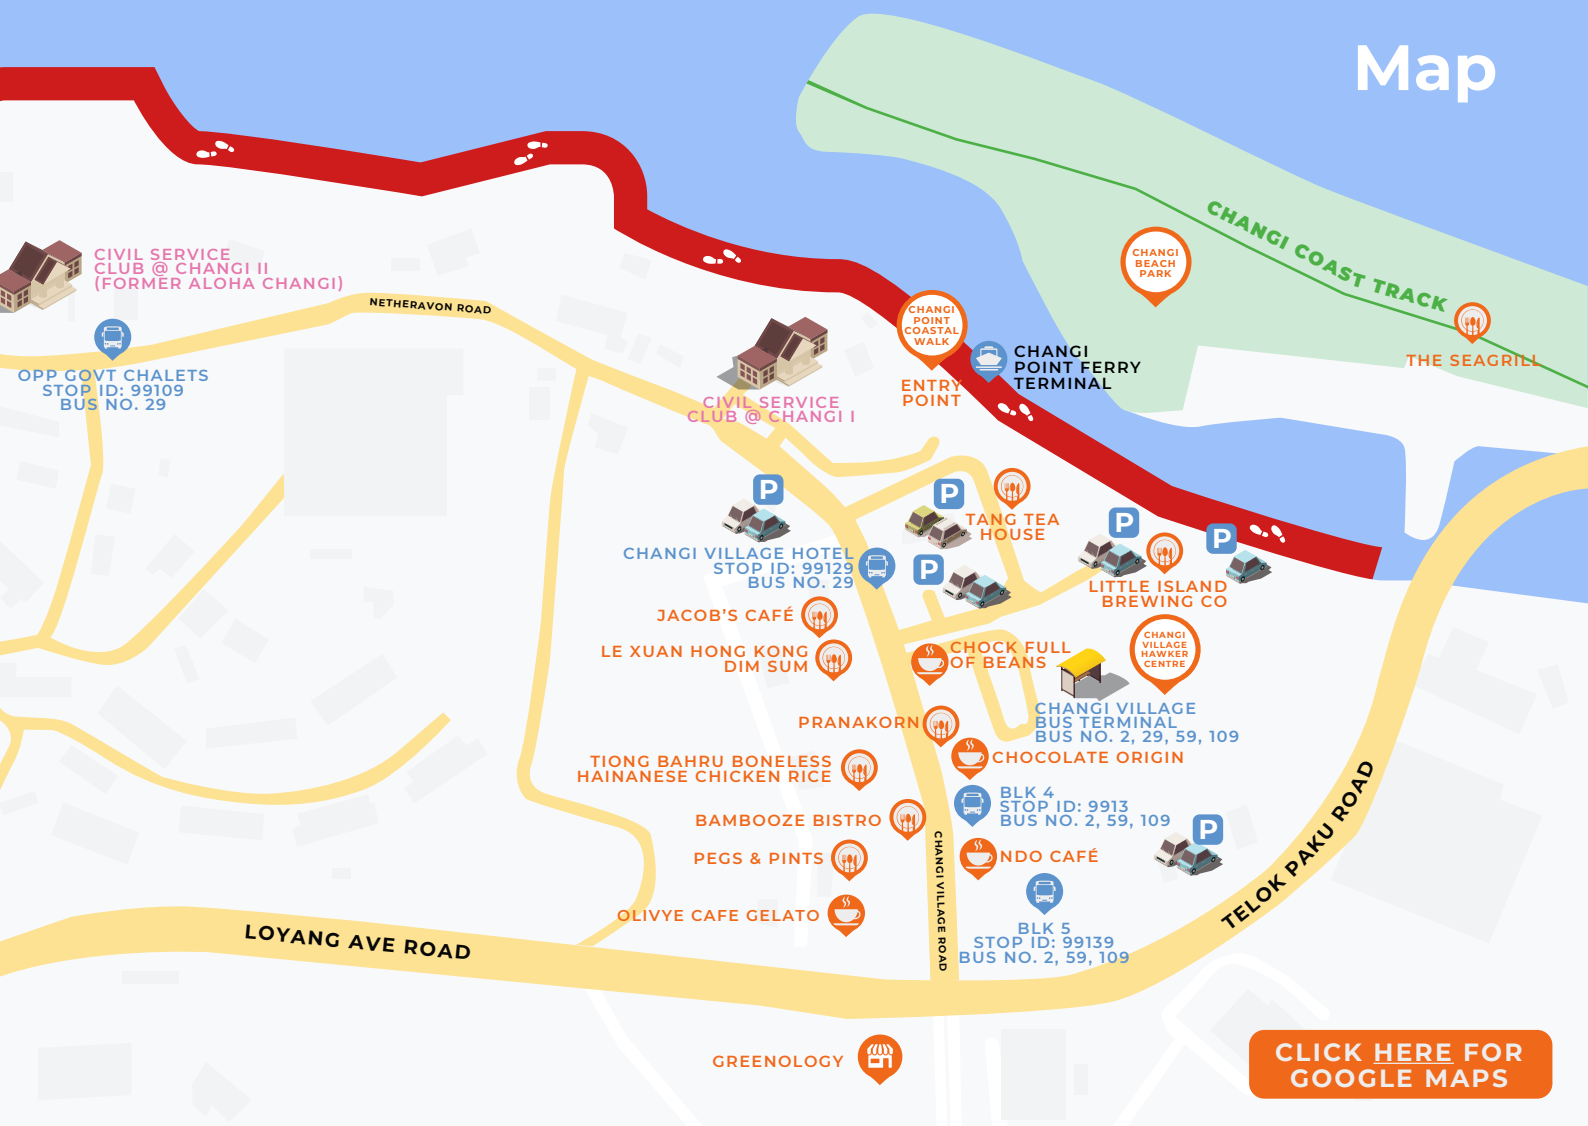 Map
CHANGI COAST TRACK
CHANGI
BEACH
PARK
THE SEAGRILL
CIVIL SERVICE
CLUB @ CHANGI II
(FORMER ALOHA CHANGI)
NETHERAVON ROAD
OPP GOVT CHALETS
STOP ID: 99109
BUS NO. 29
CHANGI
POINT
COASTAL
WALK
ENTRY
POINT
CHANGI
POINT FERRY
TERMINAL
CIVIL SERVICE
CLUB @ CHANGI I
P
P
TANG TEA
HOUSE
P
P
P
LITTLE ISLAND
BREWING CO
CHANGI VILLAGE HOTEL
STOP ID: 99129
BUS NO. 29
JACOB'S CAFÉ
LE XUAN HONG KONG
DIM SUM
CHOCK FULL
OF BEANS
CHANGI
VILLAGE
HAWKER
CENTRE
CHANGI VILLAGE
BUS TERMINAL
BUS NO. 2, 29, 59, 109
PRANAKORN
CHOCOLATE ORIGIN
TIONG BAHRU BONELESS
HAINANESE CHICKEN RICE
BLK 4
STOP ID: 9913
BUS NO. 2, 59, 109
BAMBOOZE BISTRO
PEGS & PINTS
NDO CAFÉ
P
OLIVYE CAFE GELATO
BLK 5
STOP ID: 99139
BUS NO. 2, 59, 109
CHANGI VILLAGE ROAD
TELOK PAKU ROAD
LOYANG AVE ROAD
GREENOLOGY
CLICK HERE FOR
GOOGLE MAPS